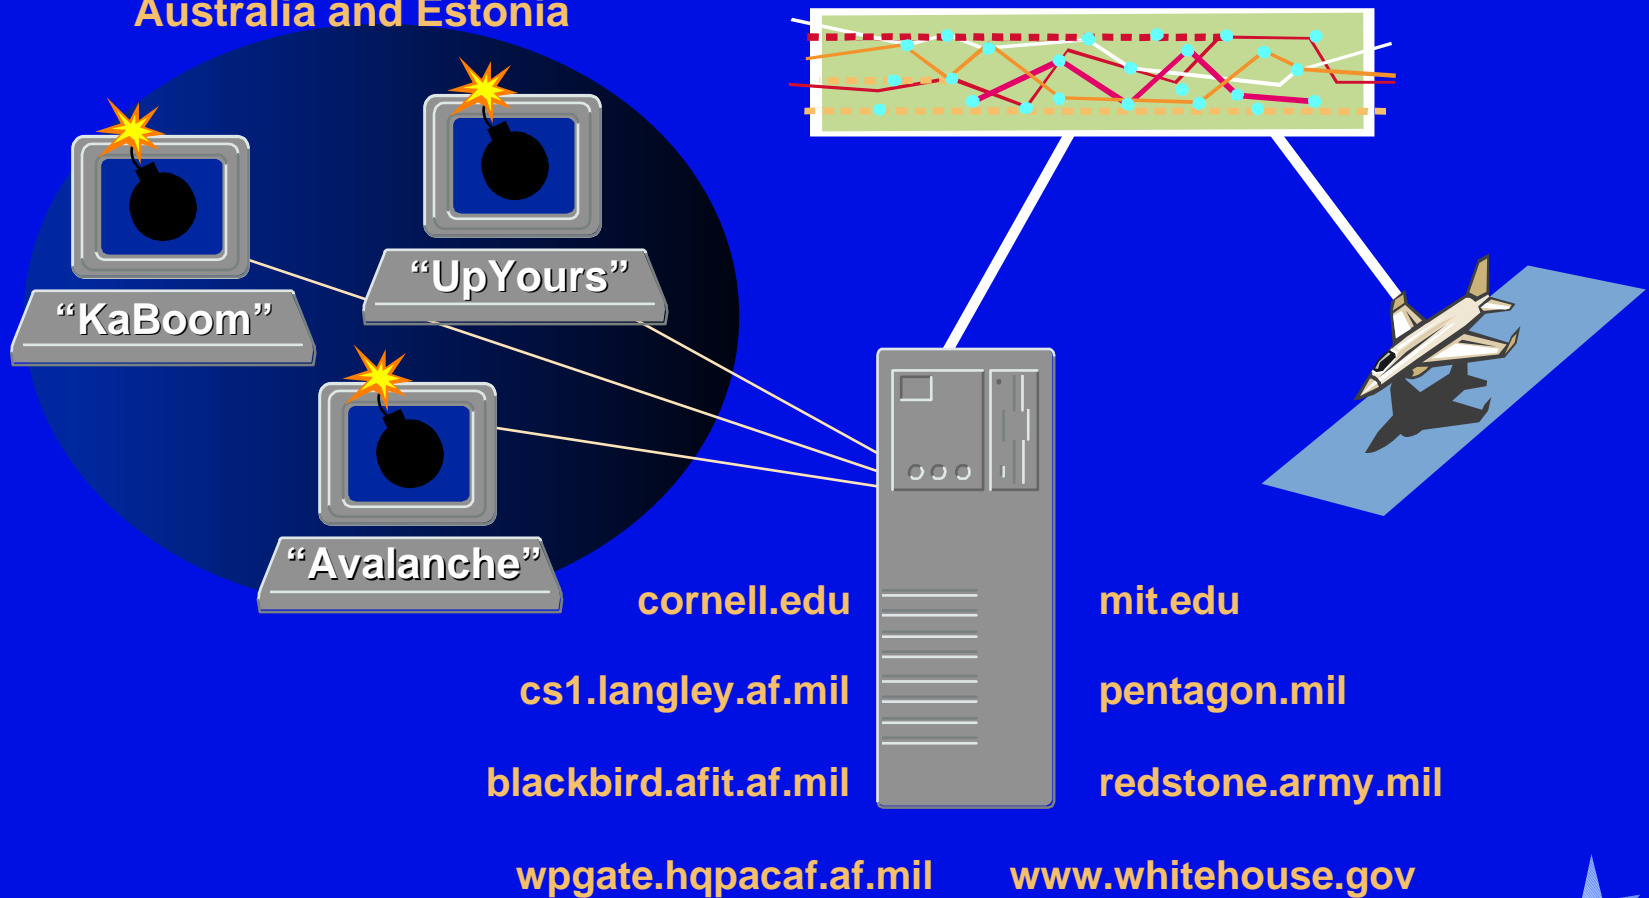 Australia and Estonia
“UpYours”
“KaBoom”
“Avalanche”
cornell.edu
mit.edu
cs1.langley.af.mil
pentagon.mil
blackbird.afit.af.mil
redstone.army.mil
wpgate.hqpacaf.af.mil
www.whitehouse.gov